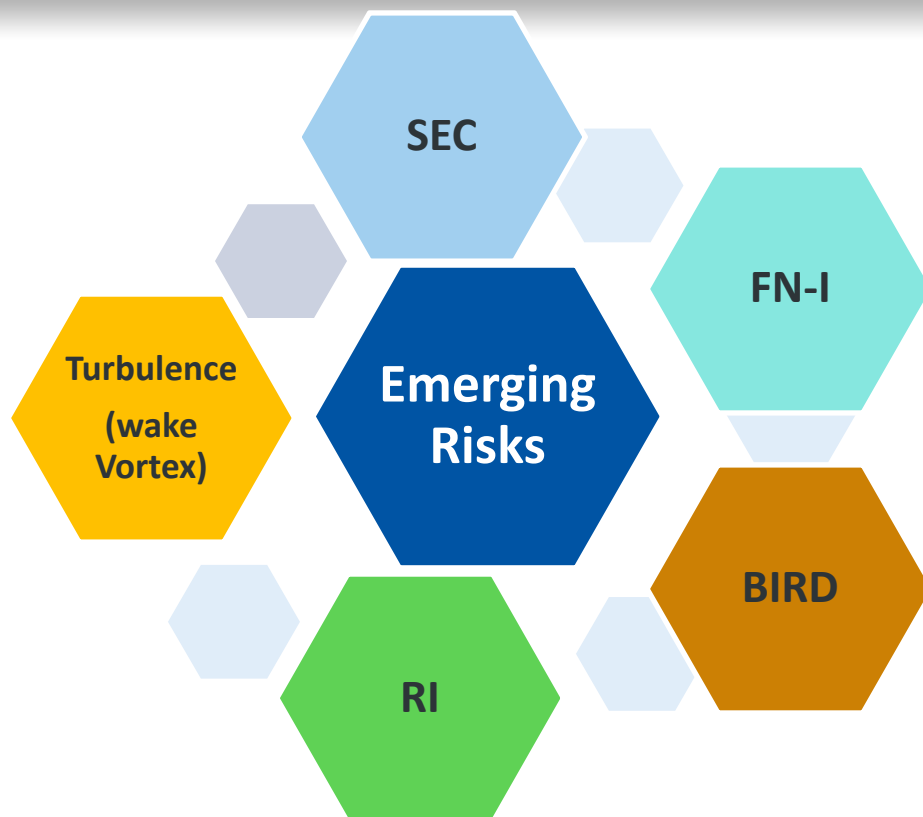 SEC
FN-I
Turbulence
(wake
Vortex)
Emerging
Risks
BIRD
RI